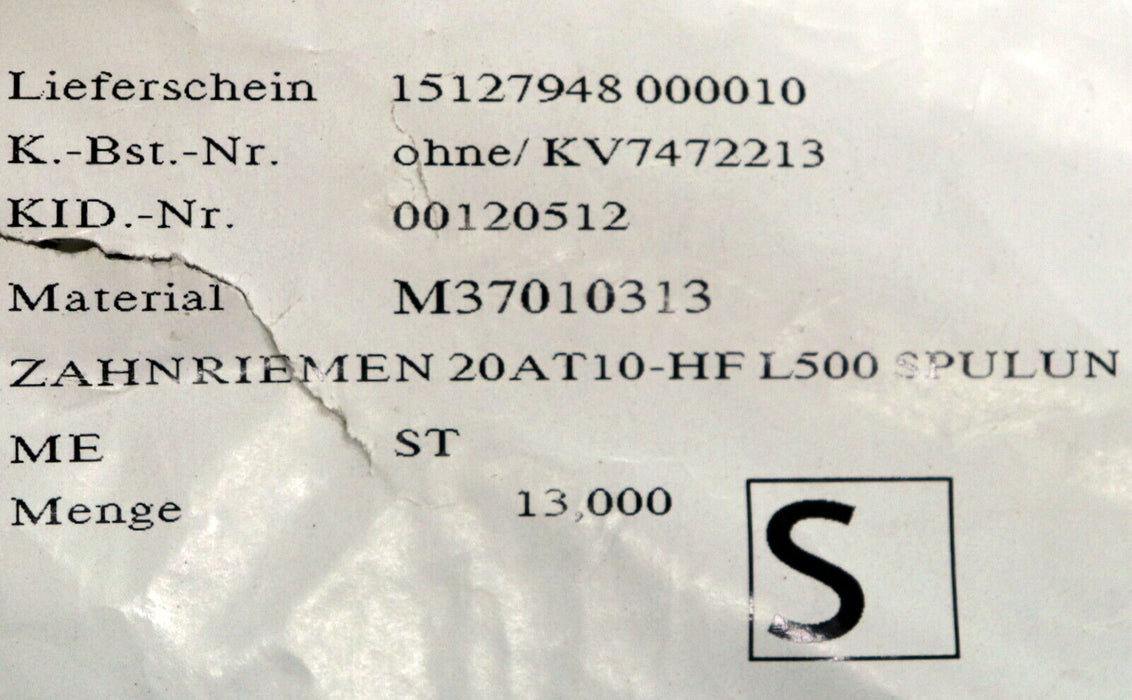 Lieferschein 15127948 000010
K.-Bst.-Nr. ohne/ KV7472213
KID.-Nr. 00120512
Material M37010313
ZAHNRIEMEN 20AT10-HF L500 SPULUN
ME ST
Menge 13,000
S